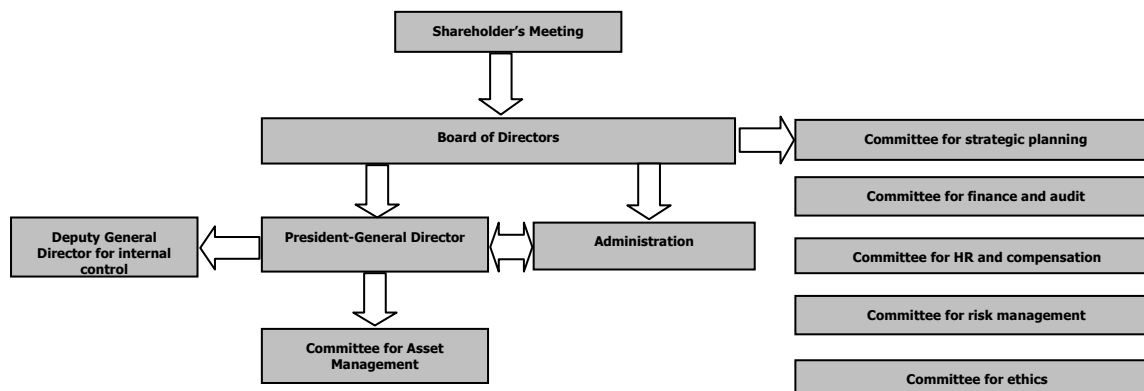 Shareholder's Meeting
Board of Directors
Committee for strategic planning
Committee for finance and audit
Deputy General
Director for internal
control
President-General Director
Administration
Committee for HR and compensation
Committee for risk management
Committee for Asset
Management
Committee for ethics